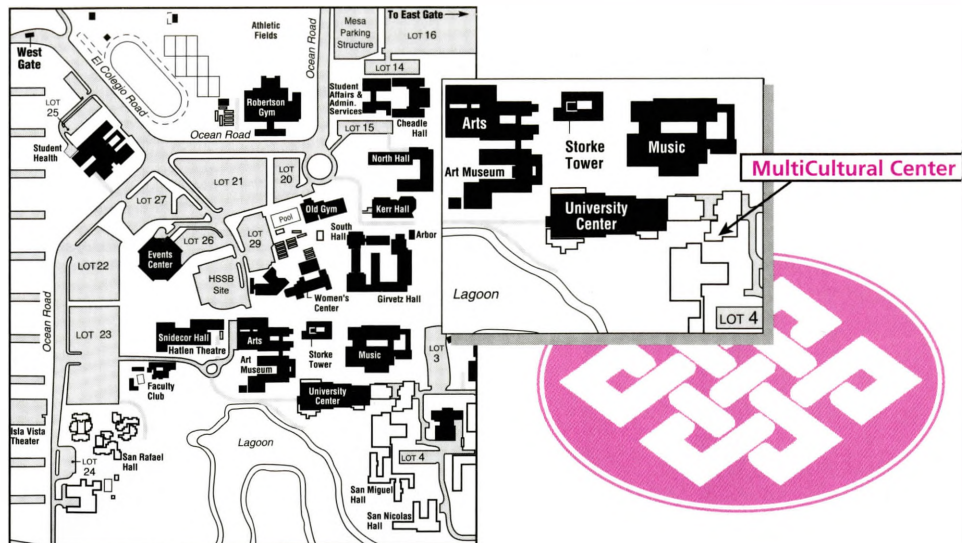 To East Gate
Athletic
Fields
Mesa
Parking
Structure
LOT 16
West
Gate
El Colegio Road
Ocean Road
LOT 14
LOT
25
Robertson
Gym
Student
Affairs &
Admin.
Services
Cheadle
Hall
Ocean Road
LOT 15
Student
Health
North Hall
LOT 21
LOT
20
LOT 27
Pool
Old Gym
Kerr Hall
LOT 26
LOT
29
South
Hall
Arbor
Events
Center
LOT 22
HSSB
Site
Women's
Center
Girvetz Hall
Ocean Road
LOT 23
Snidecor Hall
Hatlen Theatre
Arts
Storke
Tower
Music
LOT
3
Art
Museum
Faculty
Club
University
Center
Isla Vista
Theater
San Rafael
Hall
Lagoon
LOT 4
LOT
24
San Miguel
Hall
San Nicolas
Hall
Arts
Storke
Tower
Music
Art Museum
MultiCultural Center
University
Center
Lagoon
LOT 4